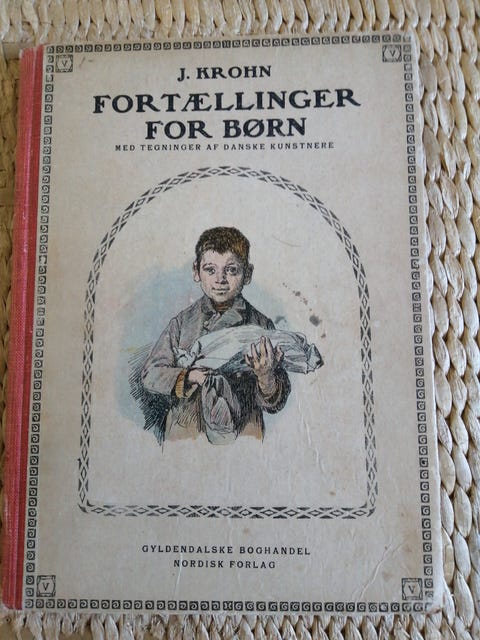 V
V
J. KROHN
FORTÆLLINGER
FOR BØRN
MED TEGNINGER AF DANSKE KUNSTNERE
GYLDENDALSKE BOGHANDEL
NORDISK FORLAG
V
V